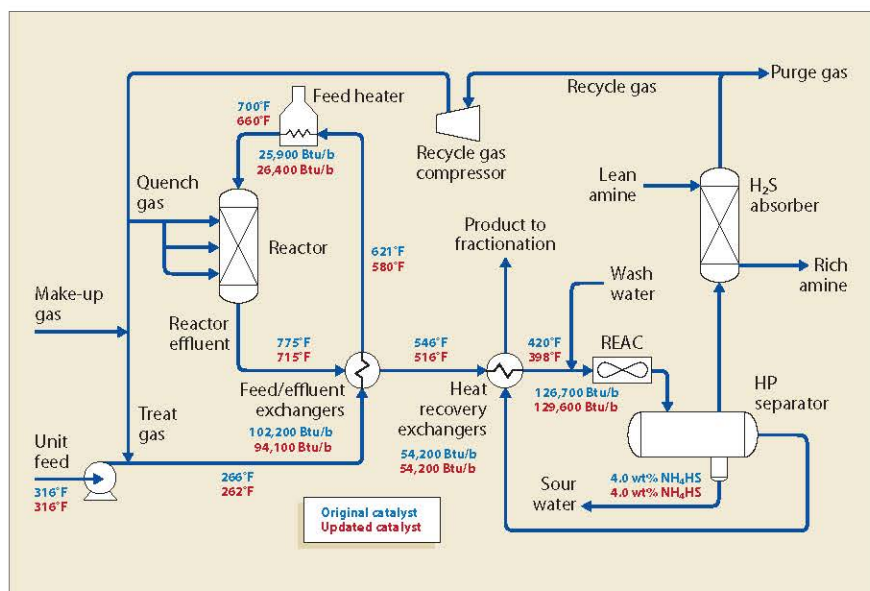 Purge gas
Recycle gas
Feed heater
700°F
660°F
25,900 Btu/b
26,400 Btu/b
Recycle gas
compressor
Lean
amine
H₂S
absorber
Quench
gas
Reactor
Product to
fractionation
621°F
580°F
Rich
amine
Wash
water
Make-up
gas
Reactor
effluent
775°F
715°F
546°F
516°F
420°F
398°F
REAC
Feed/effluent
exchangers
102,200 Btu/b
94,100 Btu/b
Heat
recovery
exchangers
54,200 Btu/b
54,200 Btu/b
126,700 Btu/b
129,600 Btu/b
HP
separator
Treat
gas
Unit
feed
316°F
316°F
266°F
262°F
4.0 wt% NH₄HS
4.0 wt% NH₄HS
Sour
water
Original catalyst
Updated catalyst